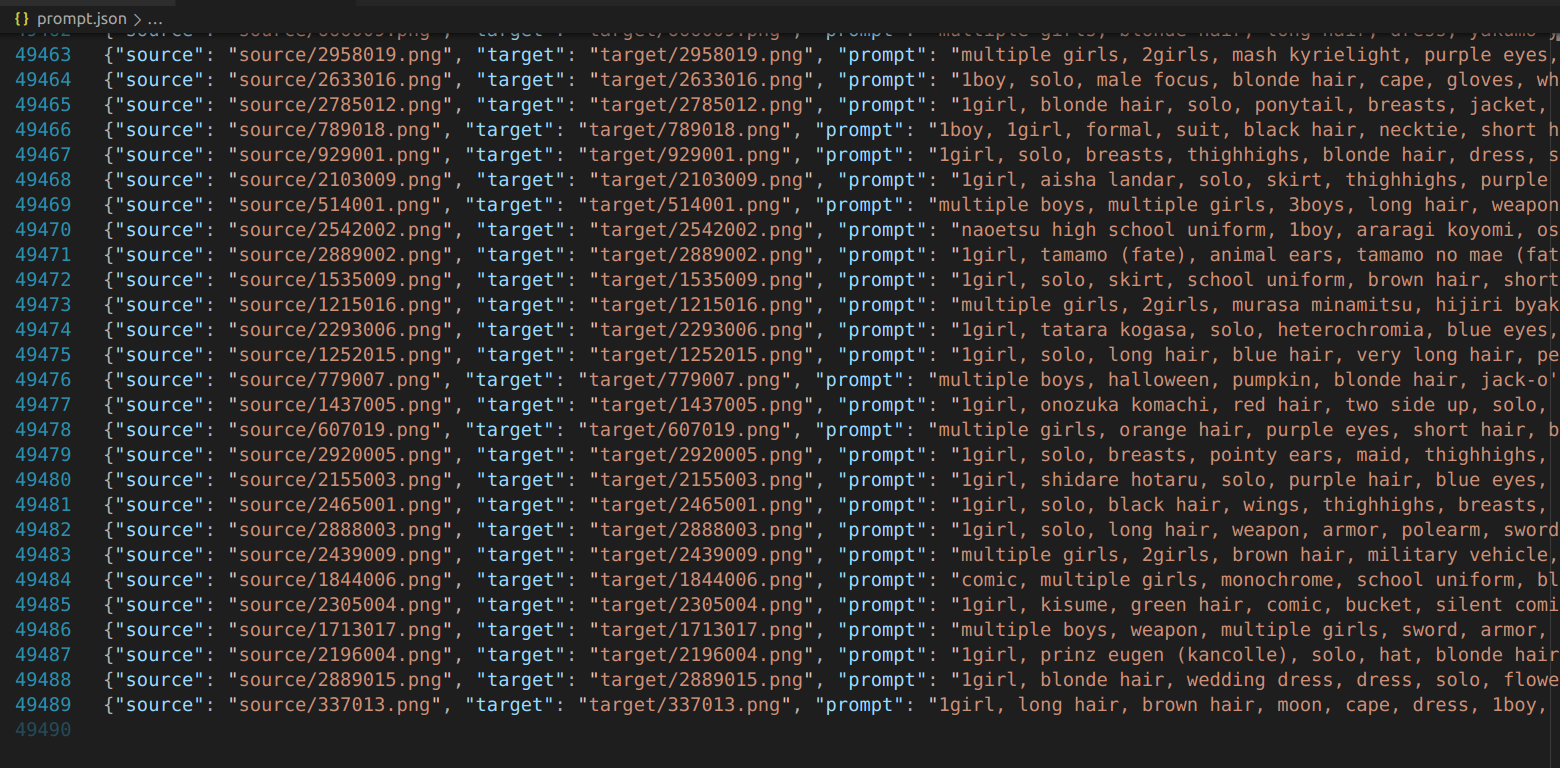 {} prompt.json > ...
49463 {"source": "source/2958019.png", "target": "target/2958019.png", "prompt": "multiple girls, 2girls, mash kyrielight, purple eyes,
49464 {"source": "source/2633016.png", "target": "target/2633016.png", "prompt": "1boy, solo, male focus, blonde hair, cape, gloves, wh
49465 {"source": "source/2785012.png", "target": "target/2785012.png", "prompt": "1girl, blonde hair, solo, ponytail, breasts, jacket,
49466 {"source": "source/789018.png", "target": "target/789018.png", "prompt": "1boy, 1girl, formal, suit, black hair, necktie, short h
49467 {"source": "source/929001.png", "target": "target/929001.png", "prompt": "1girl, solo, breasts, thighhighs, blonde hair, dress, s
49468 {"source": "source/2103009.png", "target": "target/2103009.png", "prompt": "1girl, aisha landar, solo, skirt, thighhighs, purple
49469 {"source": "source/514001.png", "target": "target/514001.png", "prompt": "multiple boys, multiple girls, 3boys, long hair, weapon
49470 {"source": "source/2542002.png", "target": "target/2542002.png", "prompt": "naoetsu high school uniform, 1boy, araragi koyomi, os
49471 {"source": "source/2889002.png", "target": "target/2889002.png", "prompt": "1girl, tamamo (fate), animal ears, tamamo no mae (fat
49472 {"source": "source/1535009.png", "target": "target/1535009.png", "prompt": "1girl, solo, skirt, school uniform, brown hair, short
49473 {"source": "source/1215016.png", "target": "target/1215016.png", "prompt": "multiple girls, 2girls, murasa minamitsu, hijiri byak
49474 {"source": "source/2293006.png", "target": "target/2293006.png", "prompt": "1girl, tatara kogasa, solo, heterochromia, blue eyes,
49475 {"source": "source/1252015.png", "target": "target/1252015.png", "prompt": "1girl, solo, long hair, blue hair, very long hair, pe
49476 {"source": "source/779007.png", "target": "target/779007.png", "prompt": "multiple boys, halloween, pumpkin, blonde hair, jack-o'
49477 {"source": "source/1437005.png", "target": "target/1437005.png", "prompt": "1girl, onozuka komachi, red hair, two side up, solo,
49478 {"source": "source/607019.png", "target": "target/607019.png", "prompt": "multiple girls, orange hair, purple eyes, short hair, b
49479 {"source": "source/2920005.png", "target": "target/2920005.png", "prompt": "1girl, solo, breasts, pointy ears, maid, thighhighs,
49480 {"source": "source/2155003.png", "target": "target/2155003.png", "prompt": "1girl, shidare hotaru, solo, purple hair, blue eyes,
49481 {"source": "source/2465001.png", "target": "target/2465001.png", "prompt": "1girl, solo, black hair, wings, thighhighs, breasts,
49482 {"source": "source/2888003.png", "target": "target/2888003.png", "prompt": "1girl, solo, long hair, weapon, armor, polearm, sword
49483 {"source": "source/2439009.png", "target": "target/2439009.png", "prompt": "multiple girls, 2girls, brown hair, military vehicle,
49484 {"source": "source/1844006.png", "target": "target/1844006.png", "prompt": "comic, multiple girls, monochrome, school uniform, bl
49485 {"source": "source/2305004.png", "target": "target/2305004.png", "prompt": "1girl, kisume, green hair, comic, bucket, silent comi
49486 {"source": "source/1713017.png", "target": "target/1713017.png", "prompt": "multiple boys, weapon, multiple girls, sword, armor,
49487 {"source": "source/2196004.png", "target": "target/2196004.png", "prompt": "1girl, prinz eugen (kancolle), solo, hat, blonde hair
49488 {"source": "source/2889015.png", "target": "target/2889015.png", "prompt": "1girl, blonde hair, wedding dress, dress, solo, flowe
49489 {"source": "source/337013.png", "target": "target/337013.png", "prompt": "1girl, long hair, brown hair, moon, cape, dress, 1boy,
49490